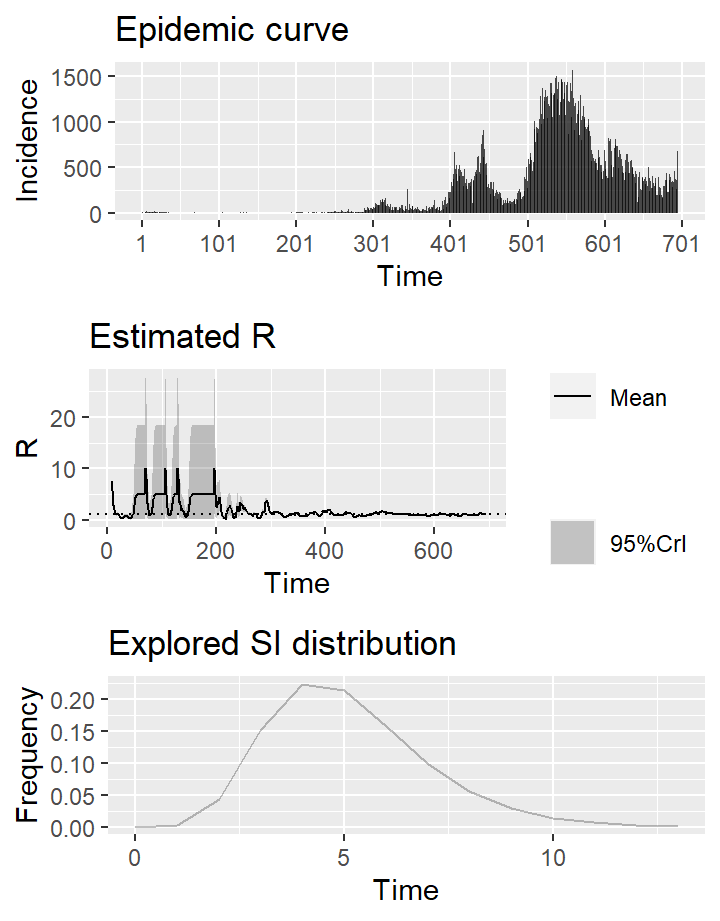 Epidemic curve
Incidence
1500
1000
500
0
1 101 201 301 401 501 601 701
Time
Estimated R
R
20
10
0
0 200 400 600
Time
Mean
95%CrI
Explored SI distribution
Frequency
0.20
0.15
0.10
0.05
0.00
0 5 10
Time